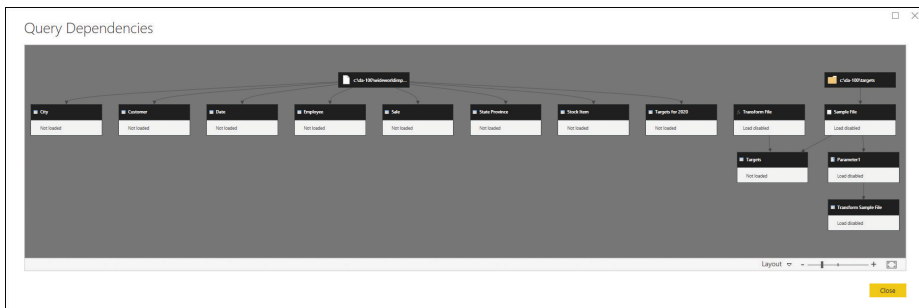 Query Dependencies
c:\da-100\wideworldimp...
c:\da-100\targets
City
Not loaded
Customer
Not loaded
Date
Not loaded
Employee
Not loaded
Sale
Not loaded
State Province
Not loaded
Stock Item
Not loaded
Targets for 2020
Not loaded
Transform File
Load disabled
Sample File
Load disabled
Targets
Not loaded
Parameter1
Load disabled
Transform Sample File
Load disabled
Layout
Close